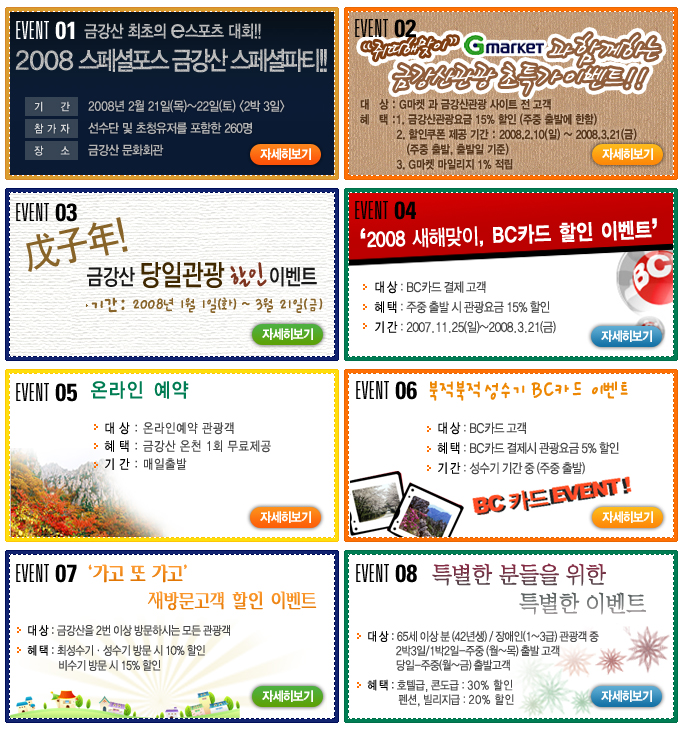 EVENT 01 금강산 최초의 e스포츠 대회!!
2008 스페셜포스 금강산 스페셜파티!!
기 간 2008년 2월 21일(목)~22일(토) <2박 3일>
참 가 자 선수단 및 초청유저를 포함한 260명
장 소 금강산 문화회관
자세히보기
EVENT 02
Gmarket 과 함께하는
금강산관광 초특가 이벤트!!
대 상 : G마켓 과 금강산관광 사이트 전 고객
혜 택 : 1. 금강산관광요금 15% 할인 (주중 출발에 한함)
2. 할인쿠폰 제공 기간 : 2008.2.10(일) ~ 2008.3.21(금)
(주중 출발, 출발일 기준)
3. G마켓 마일리지 1% 적립
자세히보기
EVENT 03
戊子年!
금강산 당일관광 할인 이벤트
·기간 : 2008년 1월 1일(화) ~ 3월 21일(금)
자세히보기
EVENT 04
'2008 새해맞이, BC카드 할인 이벤트'
BC
대 상 : BC카드 결제 고객
혜 택 : 주중 출발 시 관광요금 15% 할인
기 간 : 2007.11.25(일)~2008.3.21(금)
자세히보기
EVENT 05 온라인 예약
대 상 : 온라인예약 관광객
혜 택 : 금강산 온천 1회 무료제공
기 간 : 매일출발
자세히보기
EVENT 06 북적북적 성수기 BC카드 이벤트
대 상 : BC카드 고객
혜 택 : BC카드 결제시 관광요금 5% 할인
기 간 : 성수기 기간 중 (주중 출발)
BC 카드 EVENT!
자세히보기
EVENT 07 '가고 또 가고'
재방문고객 할인 이벤트
대 상 : 금강산을 2번 이상 방문하시는 모든 관광객
혜 택 : 최성수기 · 성수기 방문 시 10% 할인
비수기 방문 시 15% 할인
자세히보기
EVENT 08 특별한 분들을 위한
특별한 이벤트
대 상 : 65세 이상 분 (42년생) / 장애인(1~3급) 관광객 중
2박3일/1박2일-주중 (월~목) 출발 고객
당일-주중(월~금) 출발고객
혜 택 : 호텔급, 콘도급 : 30% 할인
펜션, 빌리지급 : 20% 할인
자세히보기